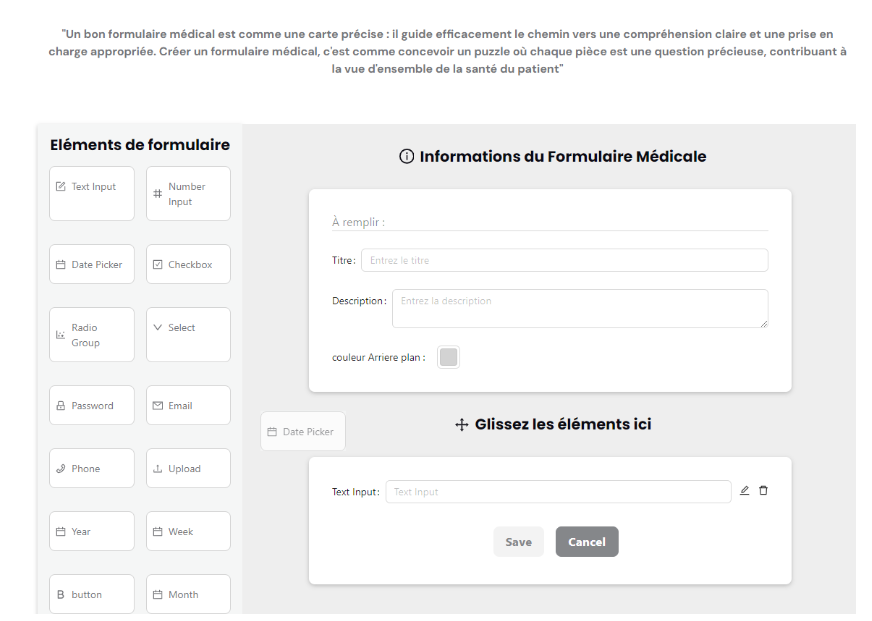 "Un bon formulaire médical est comme une carte précise : il guide efficacement le chemin vers une compréhension claire et une prise en
charge appropriée. Créer un formulaire médical, c'est comme concevoir un puzzle où chaque pièce est une question précieuse, contribuant à
la vue d'ensemble de la santé du patient"
Eléments de formulaire
Text Input
Number
Input
Date Picker
Checkbox
Radio
Group
Select
Password
Email
Phone
Upload
Year
Week
button
Month
Informations du Formulaire Médicale
À remplir :
Titre :
Entrez le titre
Description :
Entrez la description
couleur Arriere plan :
Date Picker
Glissez les éléments ici
Text Input :
Text Input
Save
Cancel